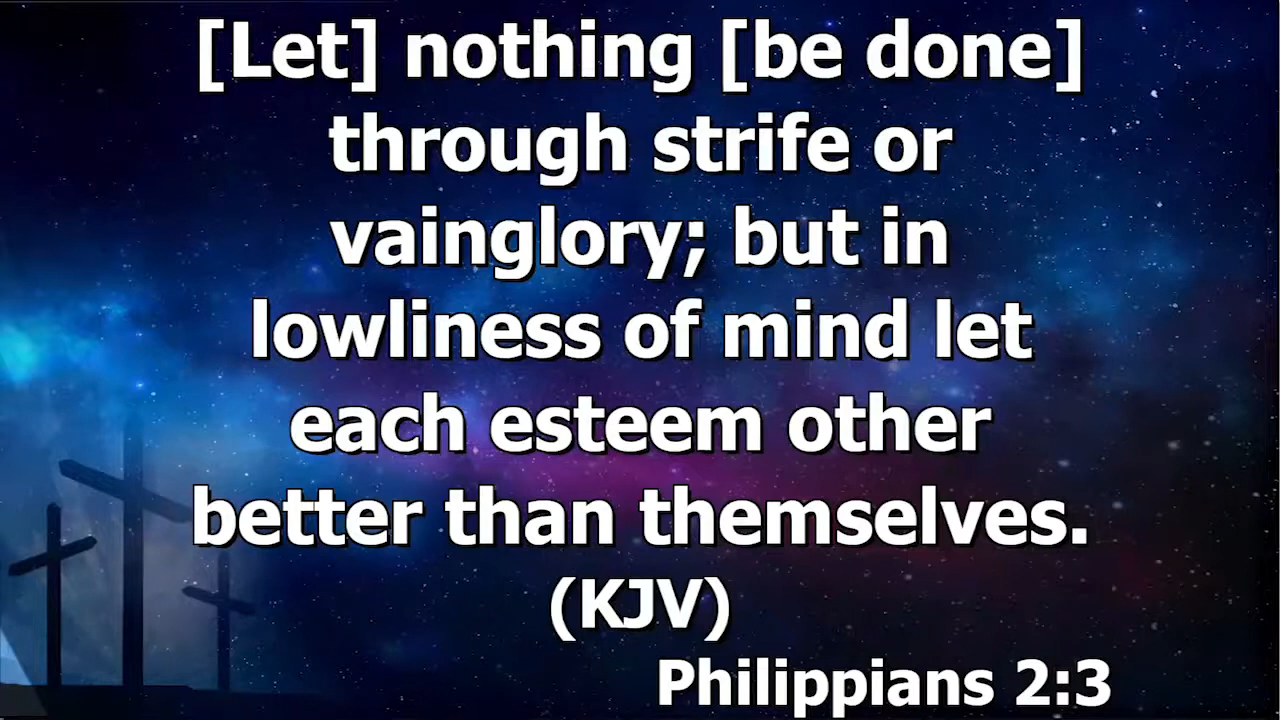 [Let] nothing [be done]
through strife or
vainglory; but in
lowliness of mind let
each esteem other
better than themselves.
(KJV)
Philippians 2:3